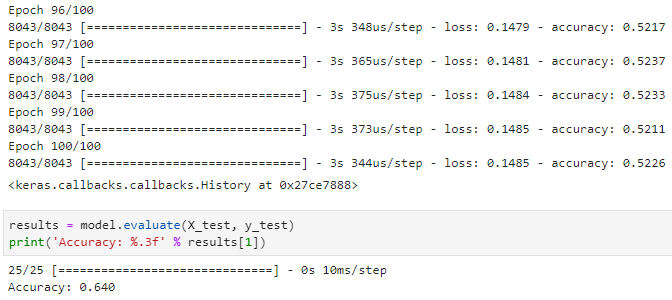 Epoch 96/100
8043/8043 [==============================] - 3s 348us/step - loss: 0.1479 - accuracy: 0.5217
Epoch 97/100
8043/8043 [==============================] - 3s 365us/step - loss: 0.1481 - accuracy: 0.5237
Epoch 98/100
8043/8043 [==============================] - 3s 375us/step - loss: 0.1484 - accuracy: 0.5233
Epoch 99/100
8043/8043 [==============================] - 3s 373us/step - loss: 0.1485 - accuracy: 0.5211
Epoch 100/100
8043/8043 [==============================] - 3s 344us/step - loss: 0.1485 - accuracy: 0.5226
<keras.callbacks.callbacks.History at 0x27ce7888>
results = model.evaluate(X_test, y_test)
print('Accuracy: %.3f' % results[1])
25/25 [==============================] - 0s 10ms/step
Accuracy: 0.640